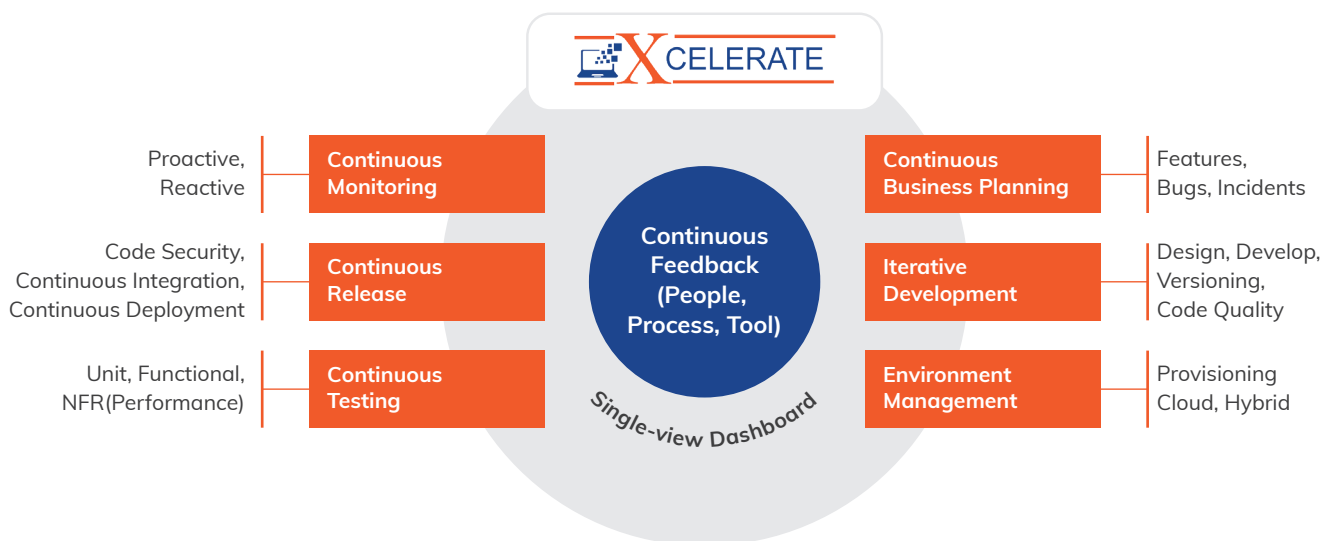 XCELERATE
Proactive,
Reactive
Continuous
Monitoring
Code Security,
Continuous Integration,
Continuous Deployment
Continuous
Release
Unit, Functional,
NFR(Performance)
Continuous
Testing
Continuous
Feedback
(People,
Process, Tool)
Single-view Dashboard
Continuous
Business Planning
Features,
Bugs, Incidents
Iterative
Development
Design, Develop,
Versioning,
Code Quality
Environment
Management
Provisioning
Cloud, Hybrid